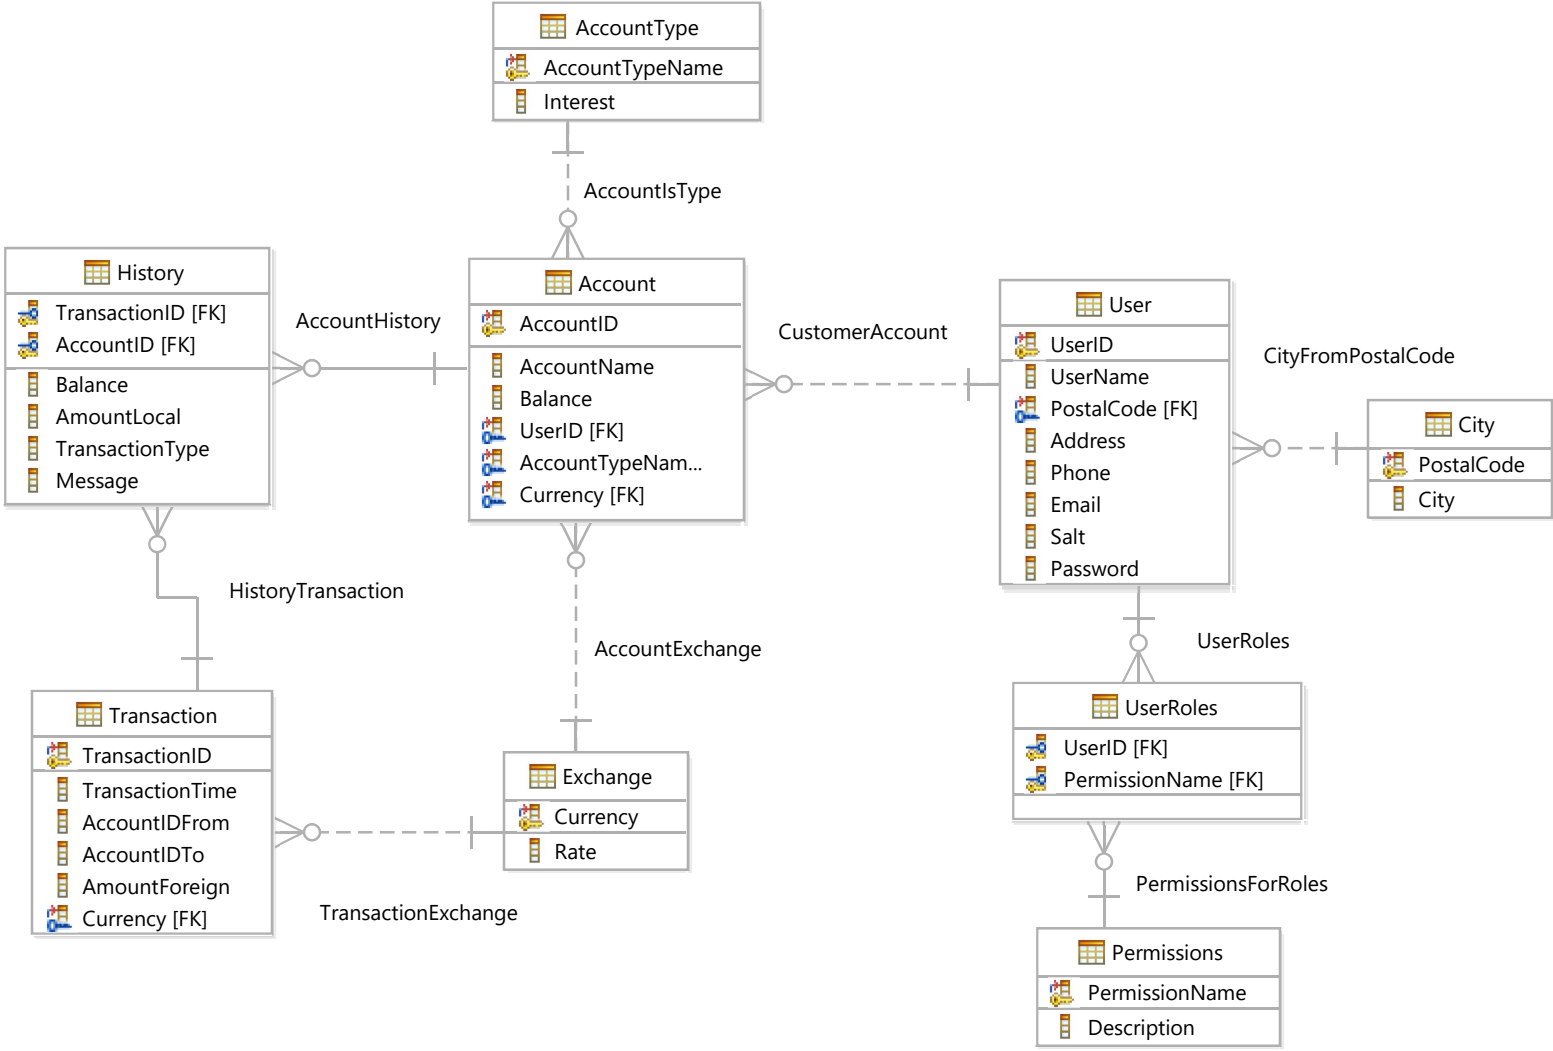 AccountType
AccountTypeName
Interest
AccountIsType
History
TransactionID [FK]
AccountID [FK]
Balance
AmountLocal
TransactionType
Message
AccountHistory
Account
AccountID
AccountName
Balance
UserID [FK]
AccountTypeNam...
Currency [FK]
CustomerAccount
User
UserID
UserName
PostalCode [FK]
Address
Phone
Email
Salt
Password
CityFromPostalCode
City
PostalCode
City
HistoryTransaction
AccountExchange
UserRoles
Transaction
TransactionID
TransactionTime
AccountIDFrom
AccountIDTo
AmountForeign
Currency [FK]
TransactionExchange
Exchange
Currency
Rate
UserRoles
UserID [FK]
PermissionName [FK]
PermissionsForRoles
Permissions
PermissionName
Description